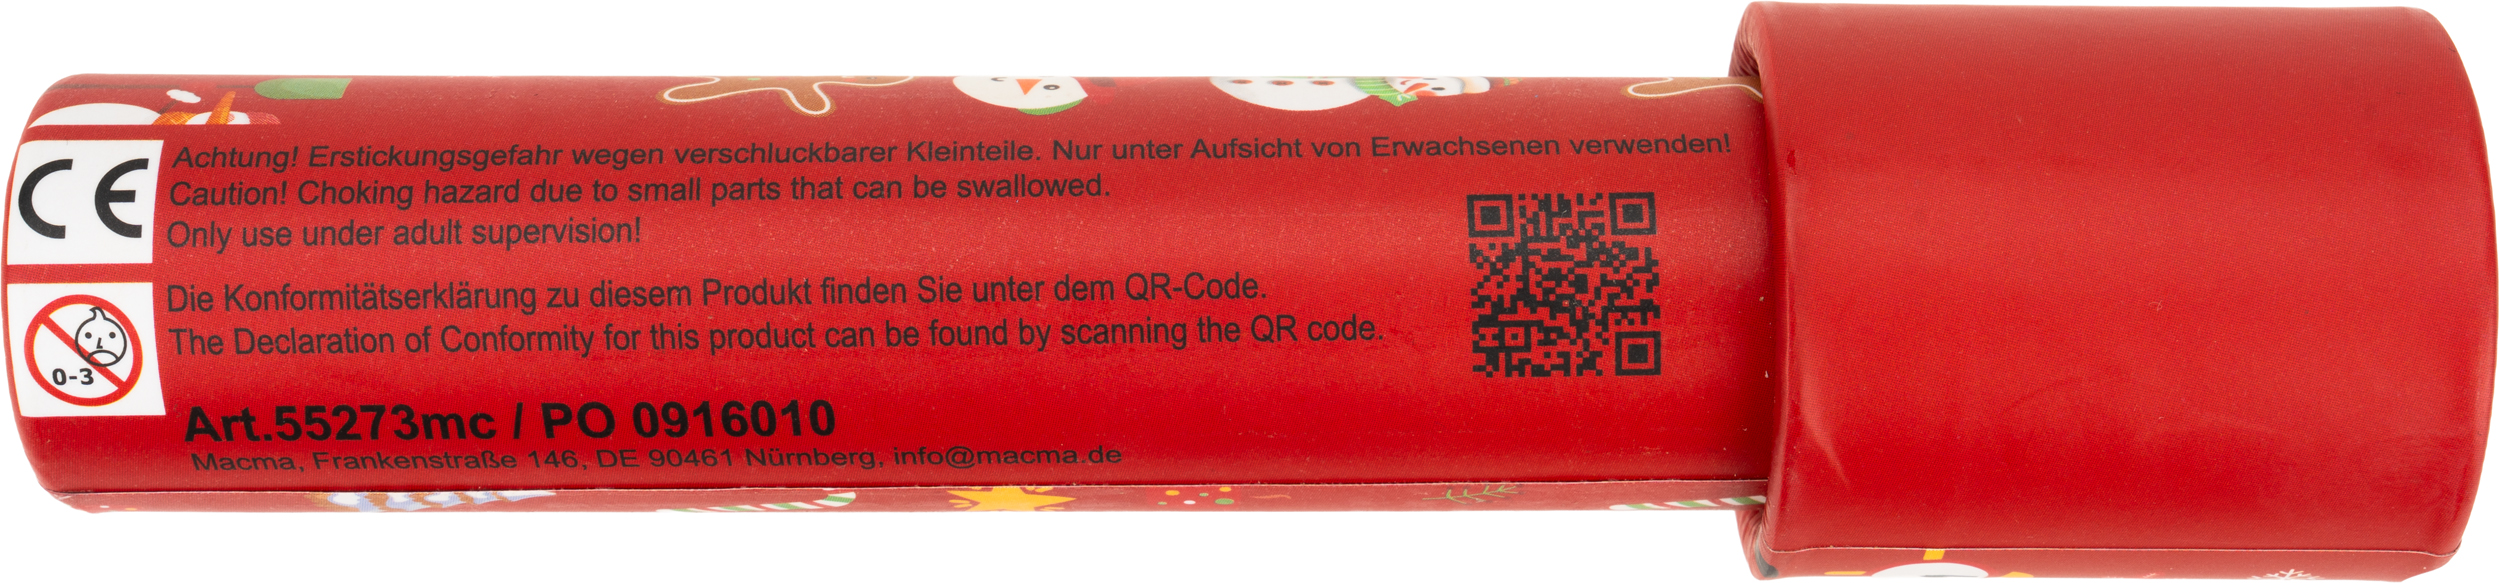 CE
Achtung! Erstickungsgefahr wegen verschluckbarer Kleinteile. Nur unter Aufsicht von Erwachsenen verwenden!
Caution! Choking hazard due to small parts that can be swallowed.
Only use under adult supervision!
Die Konformitätserklärung zu diesem Produkt finden Sie unter dem QR-Code.
The Declaration of Conformity for this product can be found by scanning the QR code.
0-3
Art.55273mc / PO 0916010
Macma, Frankenstraße 146, DE 90461 Nürnberg, info@macma.de